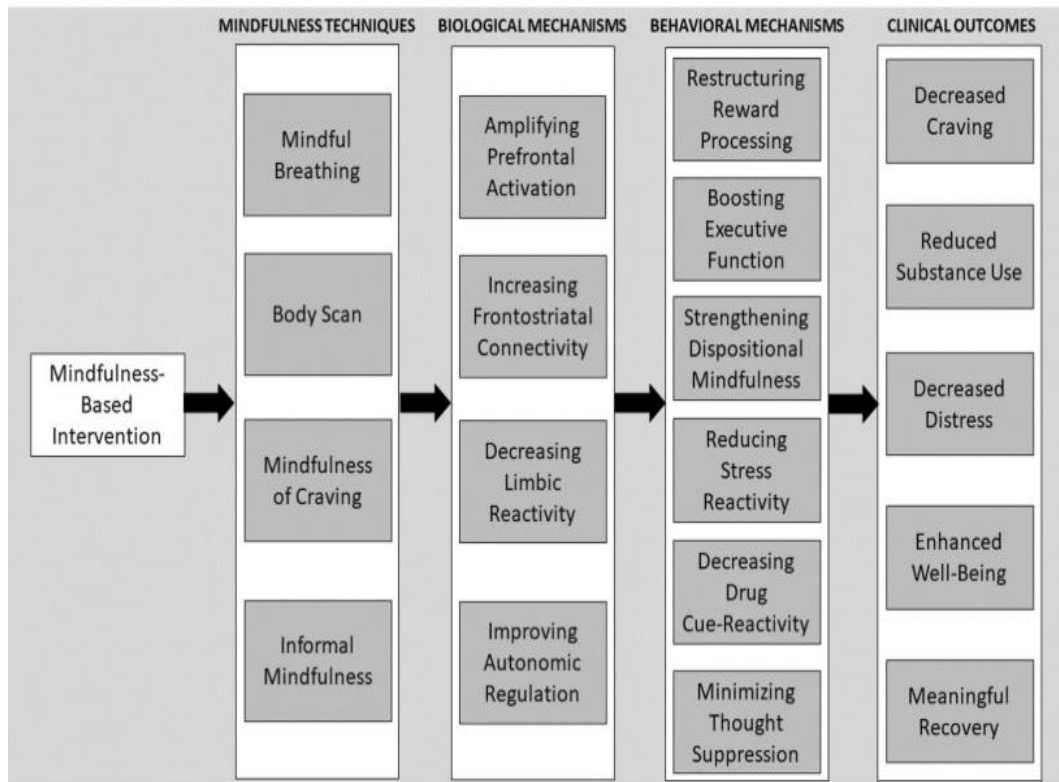 MINDFULNESS TECHNIQUES
BIOLOGICAL MECHANISMS
BEHAVIORAL MECHANISMS
CLINICAL OUTCOMES
Mindfulness-
Based
Intervention
Mindful
Breathing
Body Scan
Mindfulness
of Craving
Informal
Mindfulness
Amplifying
Prefrontal
Activation
Increasing
Frontostriatal
Connectivity
Decreasing
Limbic
Reactivity
Improving
Autonomic
Regulation
Restructuring
Reward
Processing
Boosting
Executive
Function
Strengthening
Dispositional
Mindfulness
Reducing
Stress
Reactivity
Decreasing
Drug
Cue-Reactivity
Minimizing
Thought
Suppression
Decreased
Craving
Reduced
Substance Use
Decreased
Distress
Enhanced
Well-Being
Meaningful
Recovery